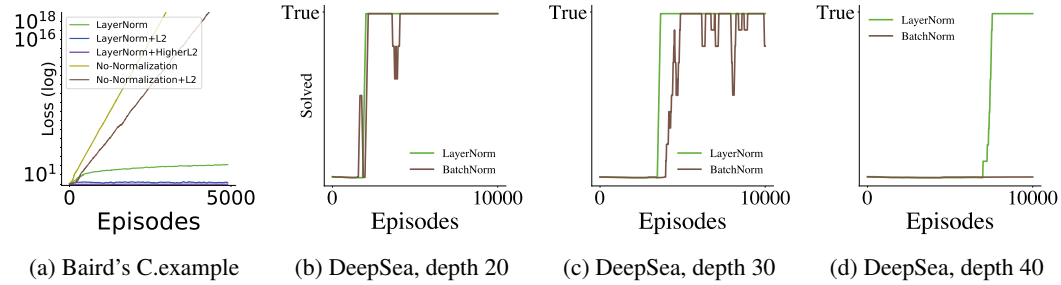 10^18
10^16
10^1
Loss (log)
LayerNorm
LayerNorm+L2
LayerNorm+HigherL2
No-Normalization
No-Normalization+L2
0
5000
Episodes
(a) Baird's C.example
True
Solved
LayerNorm
BatchNorm
0
10000
Episodes
(b) DeepSea, depth 20
True
LayerNorm
BatchNorm
0
10000
Episodes
(c) DeepSea, depth 30
True
LayerNorm
BatchNorm
0
10000
Episodes
(d) DeepSea, depth 40